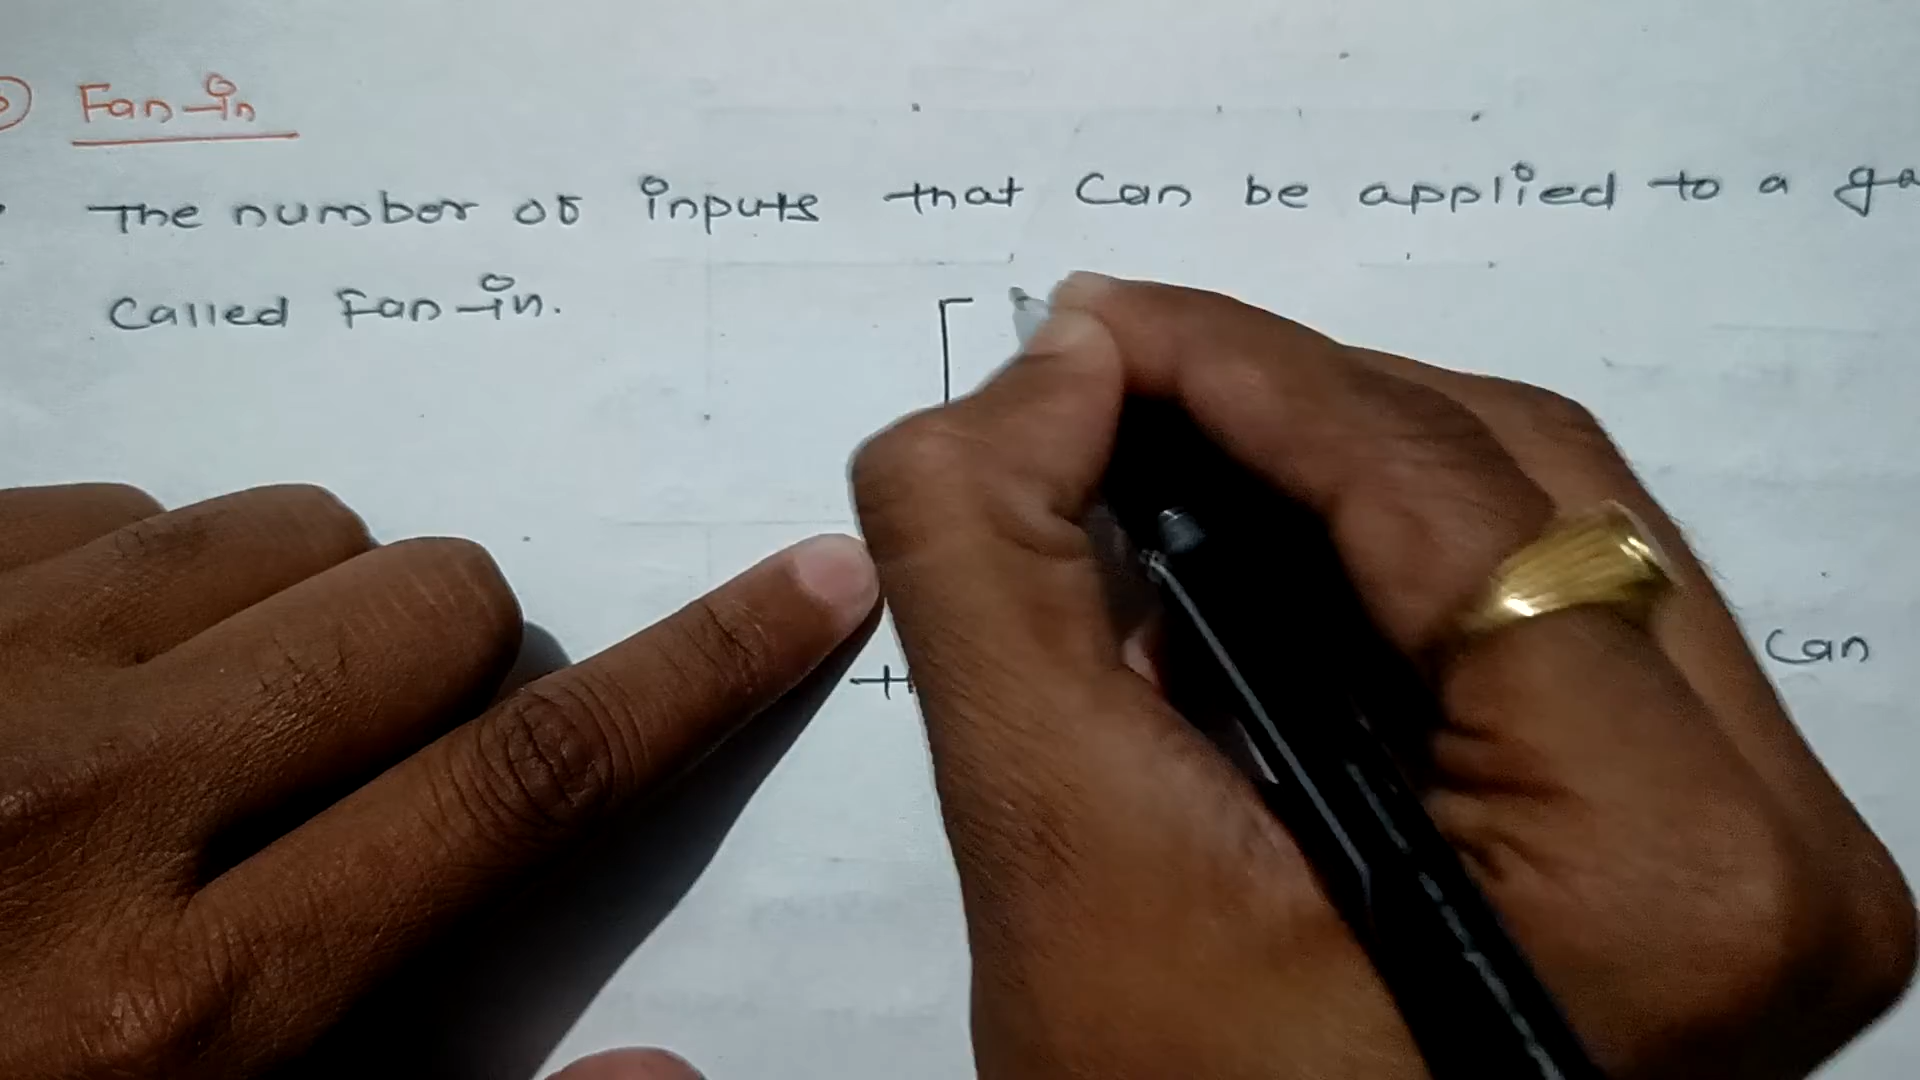 Fan-in
The number of inputs that can be applied to a
called Fan-in.
can